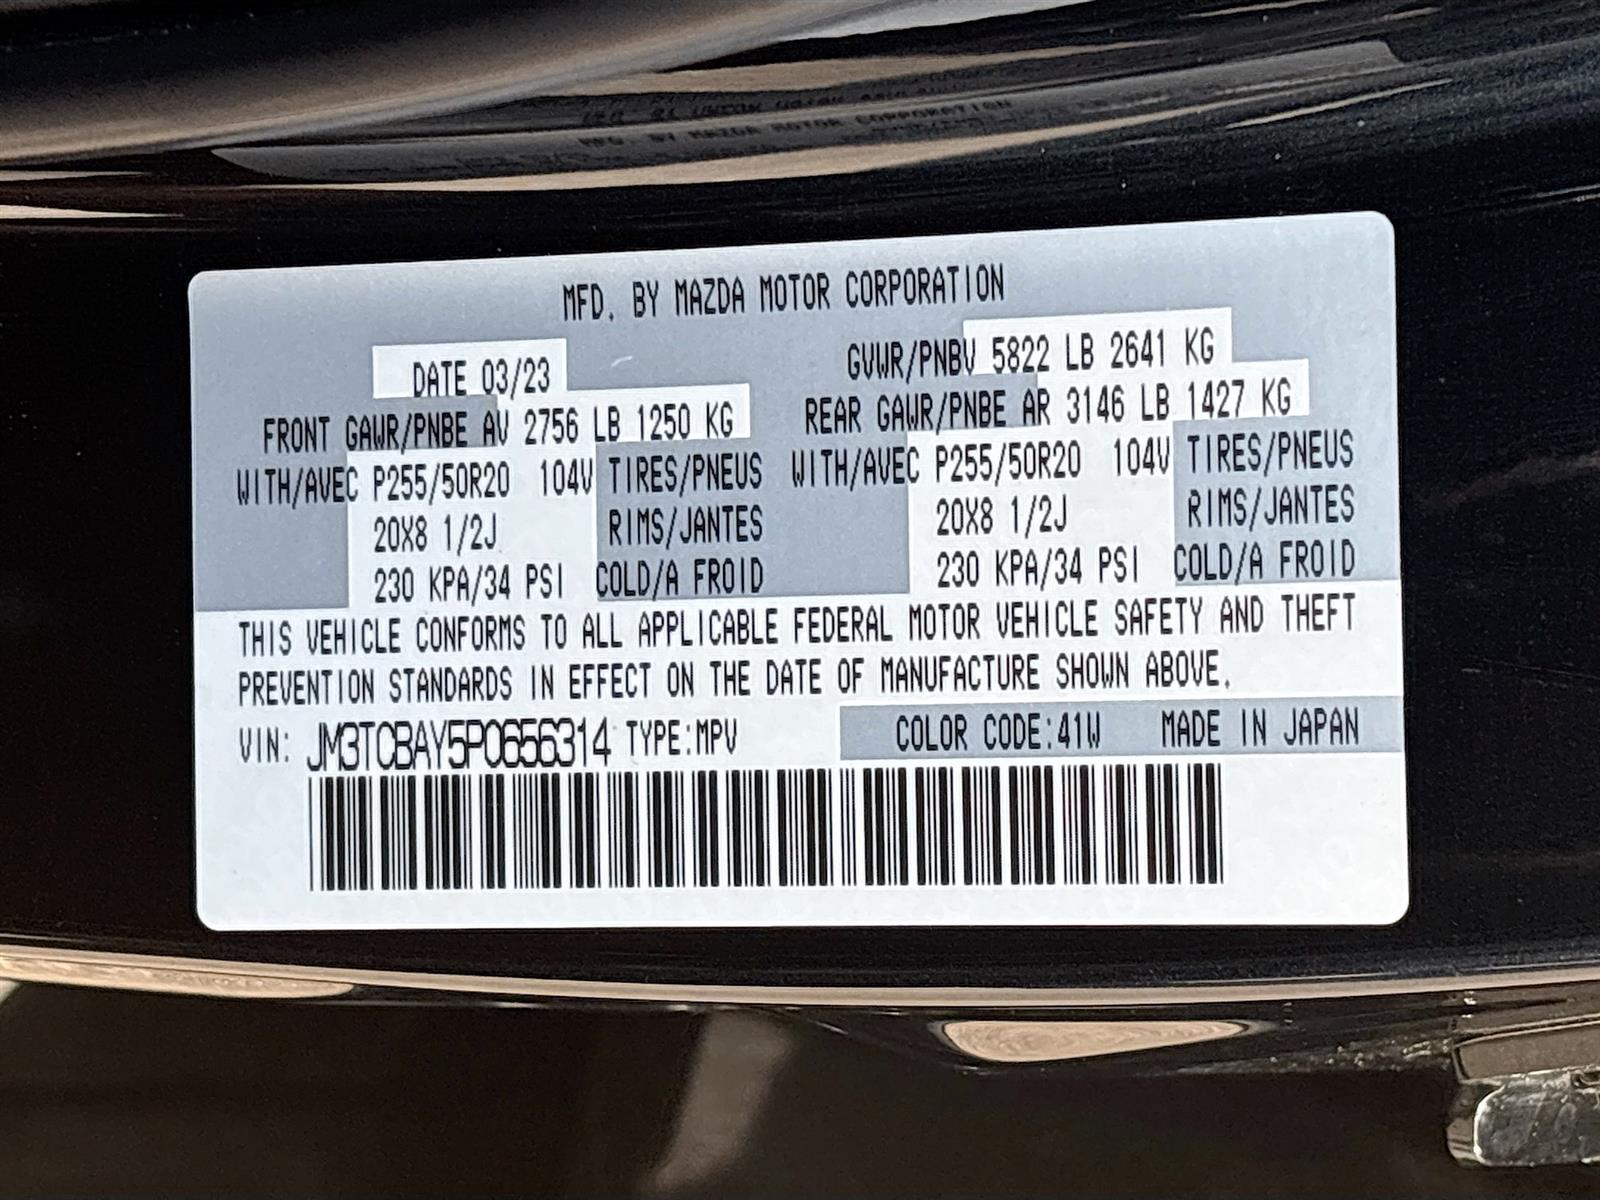 MFG. BY MAZDA MOTOR CORPORATION
MFD. BY MAZDA MOTOR CORPORATION
DATE 03/23
GVWR/PNBV 5822 LB 2641 KG
FRONT GAWR/PNBE AV 2756 LB 1250 KG
REAR GAWR/PNBE AR 3146 LB 1427 KG
WITH/AVEC P255/50R20 104V TIRES/PNEUS
WITH/AVEC P255/50R20 104V TIRES/PNEUS
20X8 1/2J RIMS/JANTES
20X8 1/2J RIMS/JANTES
230 KPA/34 PSI COLD/A FROID
230 KPA/34 PSI COLD/A FROID
THIS VEHICLE CONFORMS TO ALL APPLICABLE FEDERAL MOTOR VEHICLE SAFETY AND THEFT
PREVENTION STANDARDS IN EFFECT ON THE DATE OF MANUFACTURE SHOWN ABOVE.
VIN: JM3TCBAY5P0656314 TYPE:MPV
COLOR CODE:41W MADE IN JAPAN